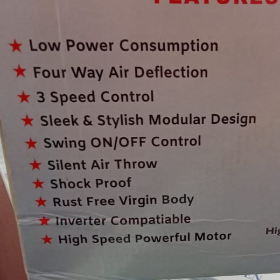 FEATURES
★ Low Power Consumption
★ Four Way Air Deflection
★ 3 Speed Control
★ Sleek & Stylish Modular Design
★ Swing ON/OFF Control
★ Silent Air Throw
★ Shock Proof
★ Rust Free Virgin Body
★ Inverter Compatiable
★ High Speed Powerful Motor